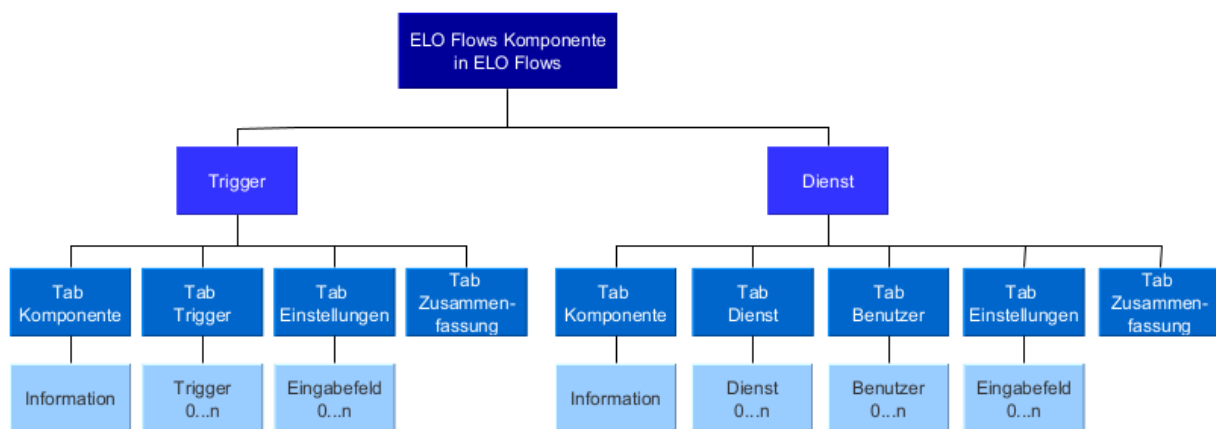 ELO Flows Komponente
in ELO Flows
Trigger
Dienst
Tab
Komponente
Tab
Trigger
Tab
Einstellungen
Tab
Zusammen-
fassung
Tab
Komponente
Tab
Dienst
Tab
Benutzer
Tab
Einstellungen
Tab
Zusammen-
fassung
Information
Trigger
0...n
Eingabefeld
0...n
Information
Dienst
0...n
Benutzer
0...n
Eingabefeld
0...n